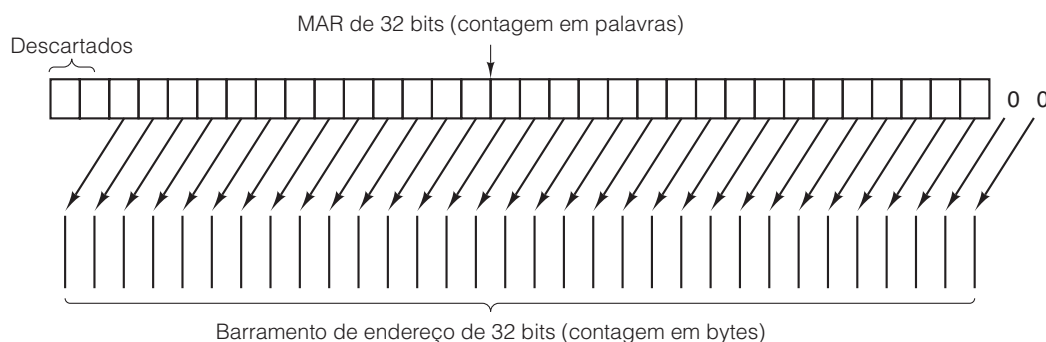 MAR de 32 bits (contagem em palavras)
Descartados
0 0
Barramento de endereço de 32 bits (contagem em bytes)